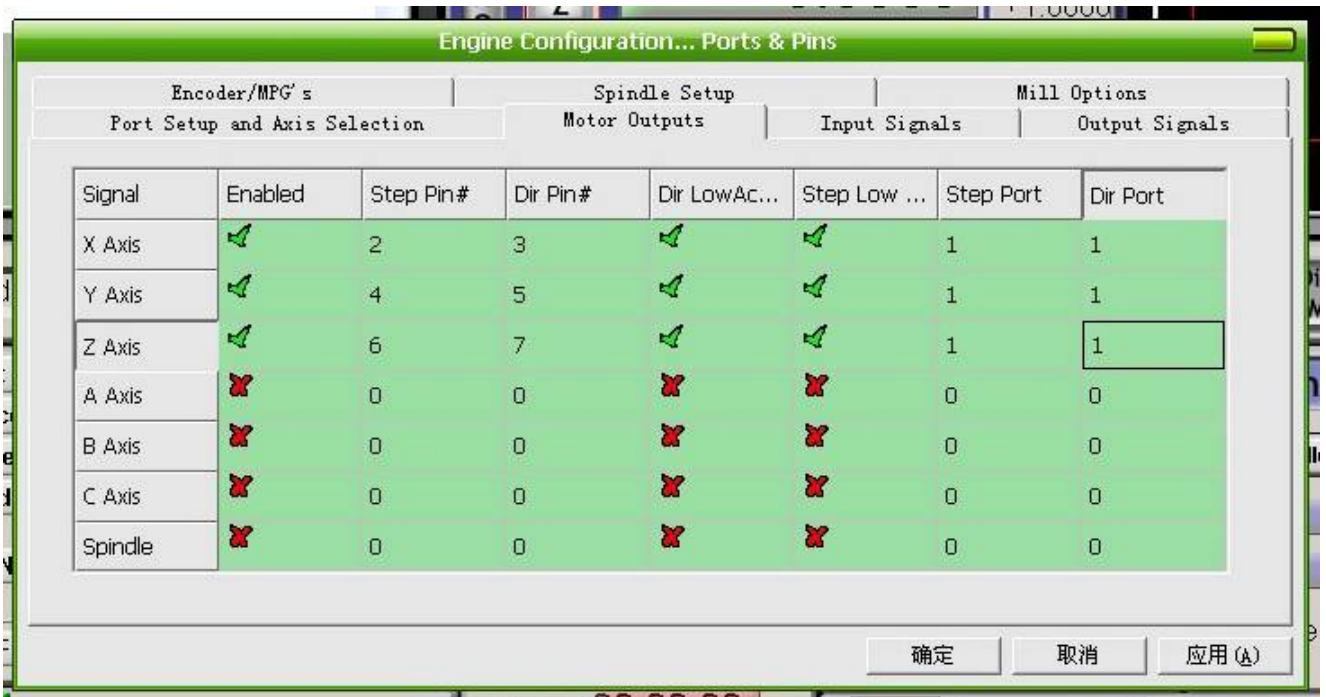 Engine Configuration... Ports & Pins
Encoder/MPG's Spindle Setup Mill Options
Port Setup and Axis Selection Motor Outputs Input Signals Output Signals
Signal Enabled Step Pin# Dir Pin# Dir LowAc... Step Low ... Step Port Dir Port
X Axis 2 3 1 1
Y Axis 4 5 1 1
Z Axis 6 7 1 1
A Axis 0 0 0 0
B Axis 0 0 0 0
C Axis 0 0 0 0
Spindle 0 0 0 0
确定 取消 应用(A)